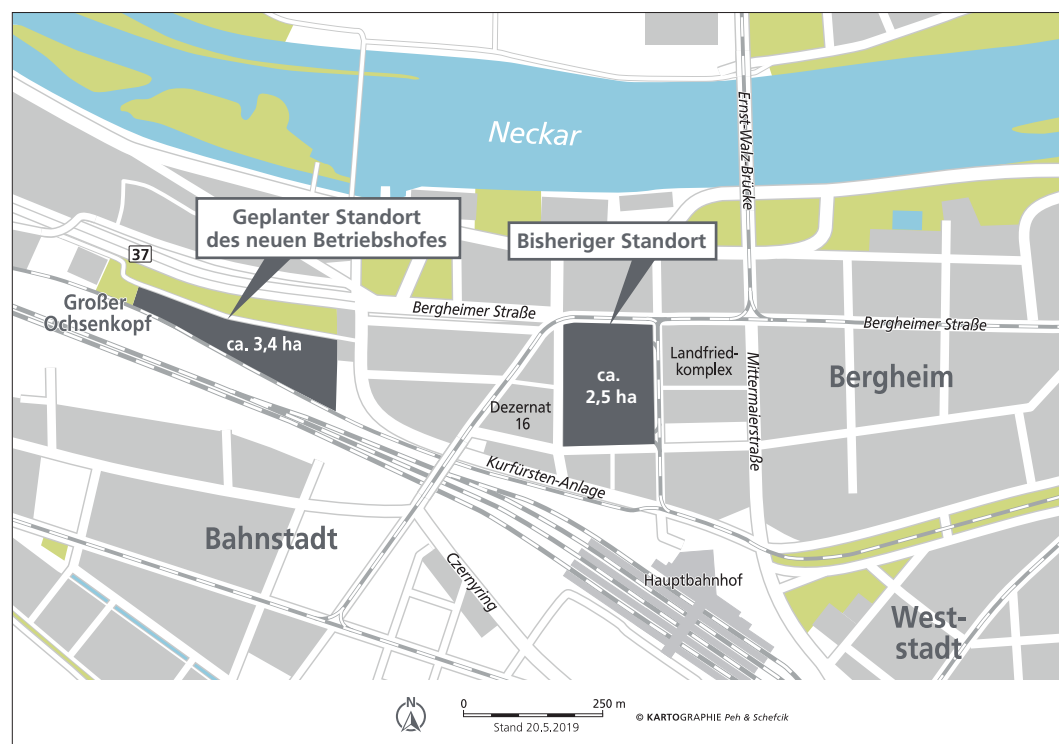 Neckar
Ernst-Walz-Brücke
Geplanter Standort
des neuen Betriebshofes
Bisheriger Standort
37
Großer
Ochsenkopf
Bergheimer Straße
Bergheimer Straße
ca. 3,4 ha
ca.
2,5 ha
Landfried-
komplex
Mittermaierstraße
Bergheim
Dezernat
16
Kurfürsten-Anlage
Bahnstadt
Czernyring
Hauptbahnhof
West-
stadt
N
0 250 m
Stand 20.5.2019
© KARTOGRAPHIE Peh & Schefcik